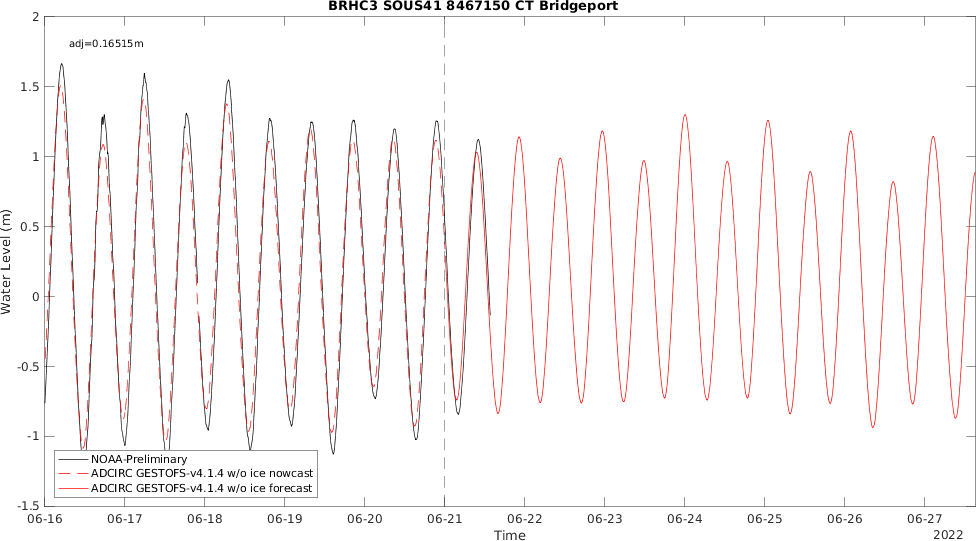 BRHC3 SOUS41 8467150 CT Bridgeport
adj=0.16515m
2
1.5
1
0.5
0
-0.5
-1
-1.5
Water Level (m)
NOAA-Preliminary
ADCIRC GESTOFS-v4.1.4 w/o ice nowcast
ADCIRC GESTOFS-v4.1.4 w/o ice forecast
06-16 06-17 06-18 06-19 06-20 06-21 06-22 06-23 06-24 06-25 06-26 06-27
Time
2022